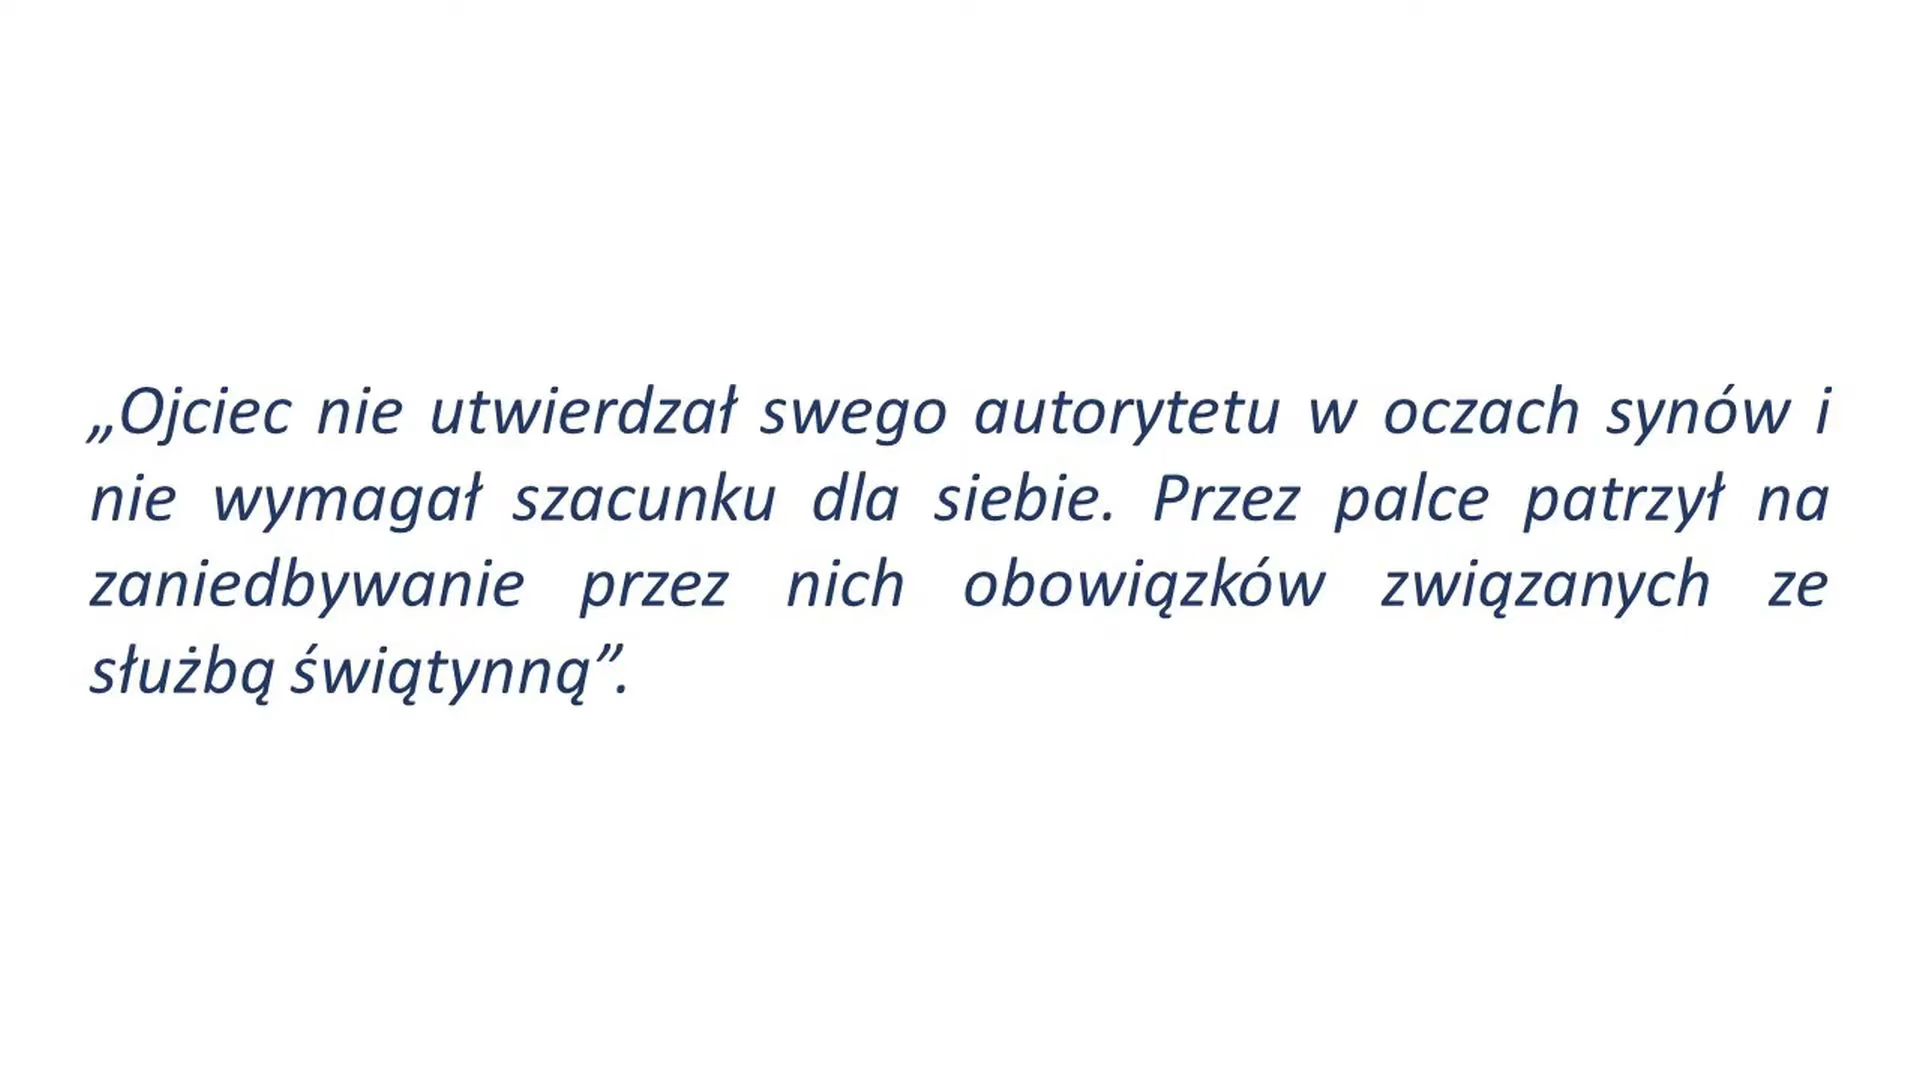 „Ojciec nie utwierdzał swego autorytetu w oczach synów i
nie wymagał szacunku dla siebie. Przez palce patrzył na
zaniedbywanie przez nich obowiązków związanych ze
służbą świątynną”.